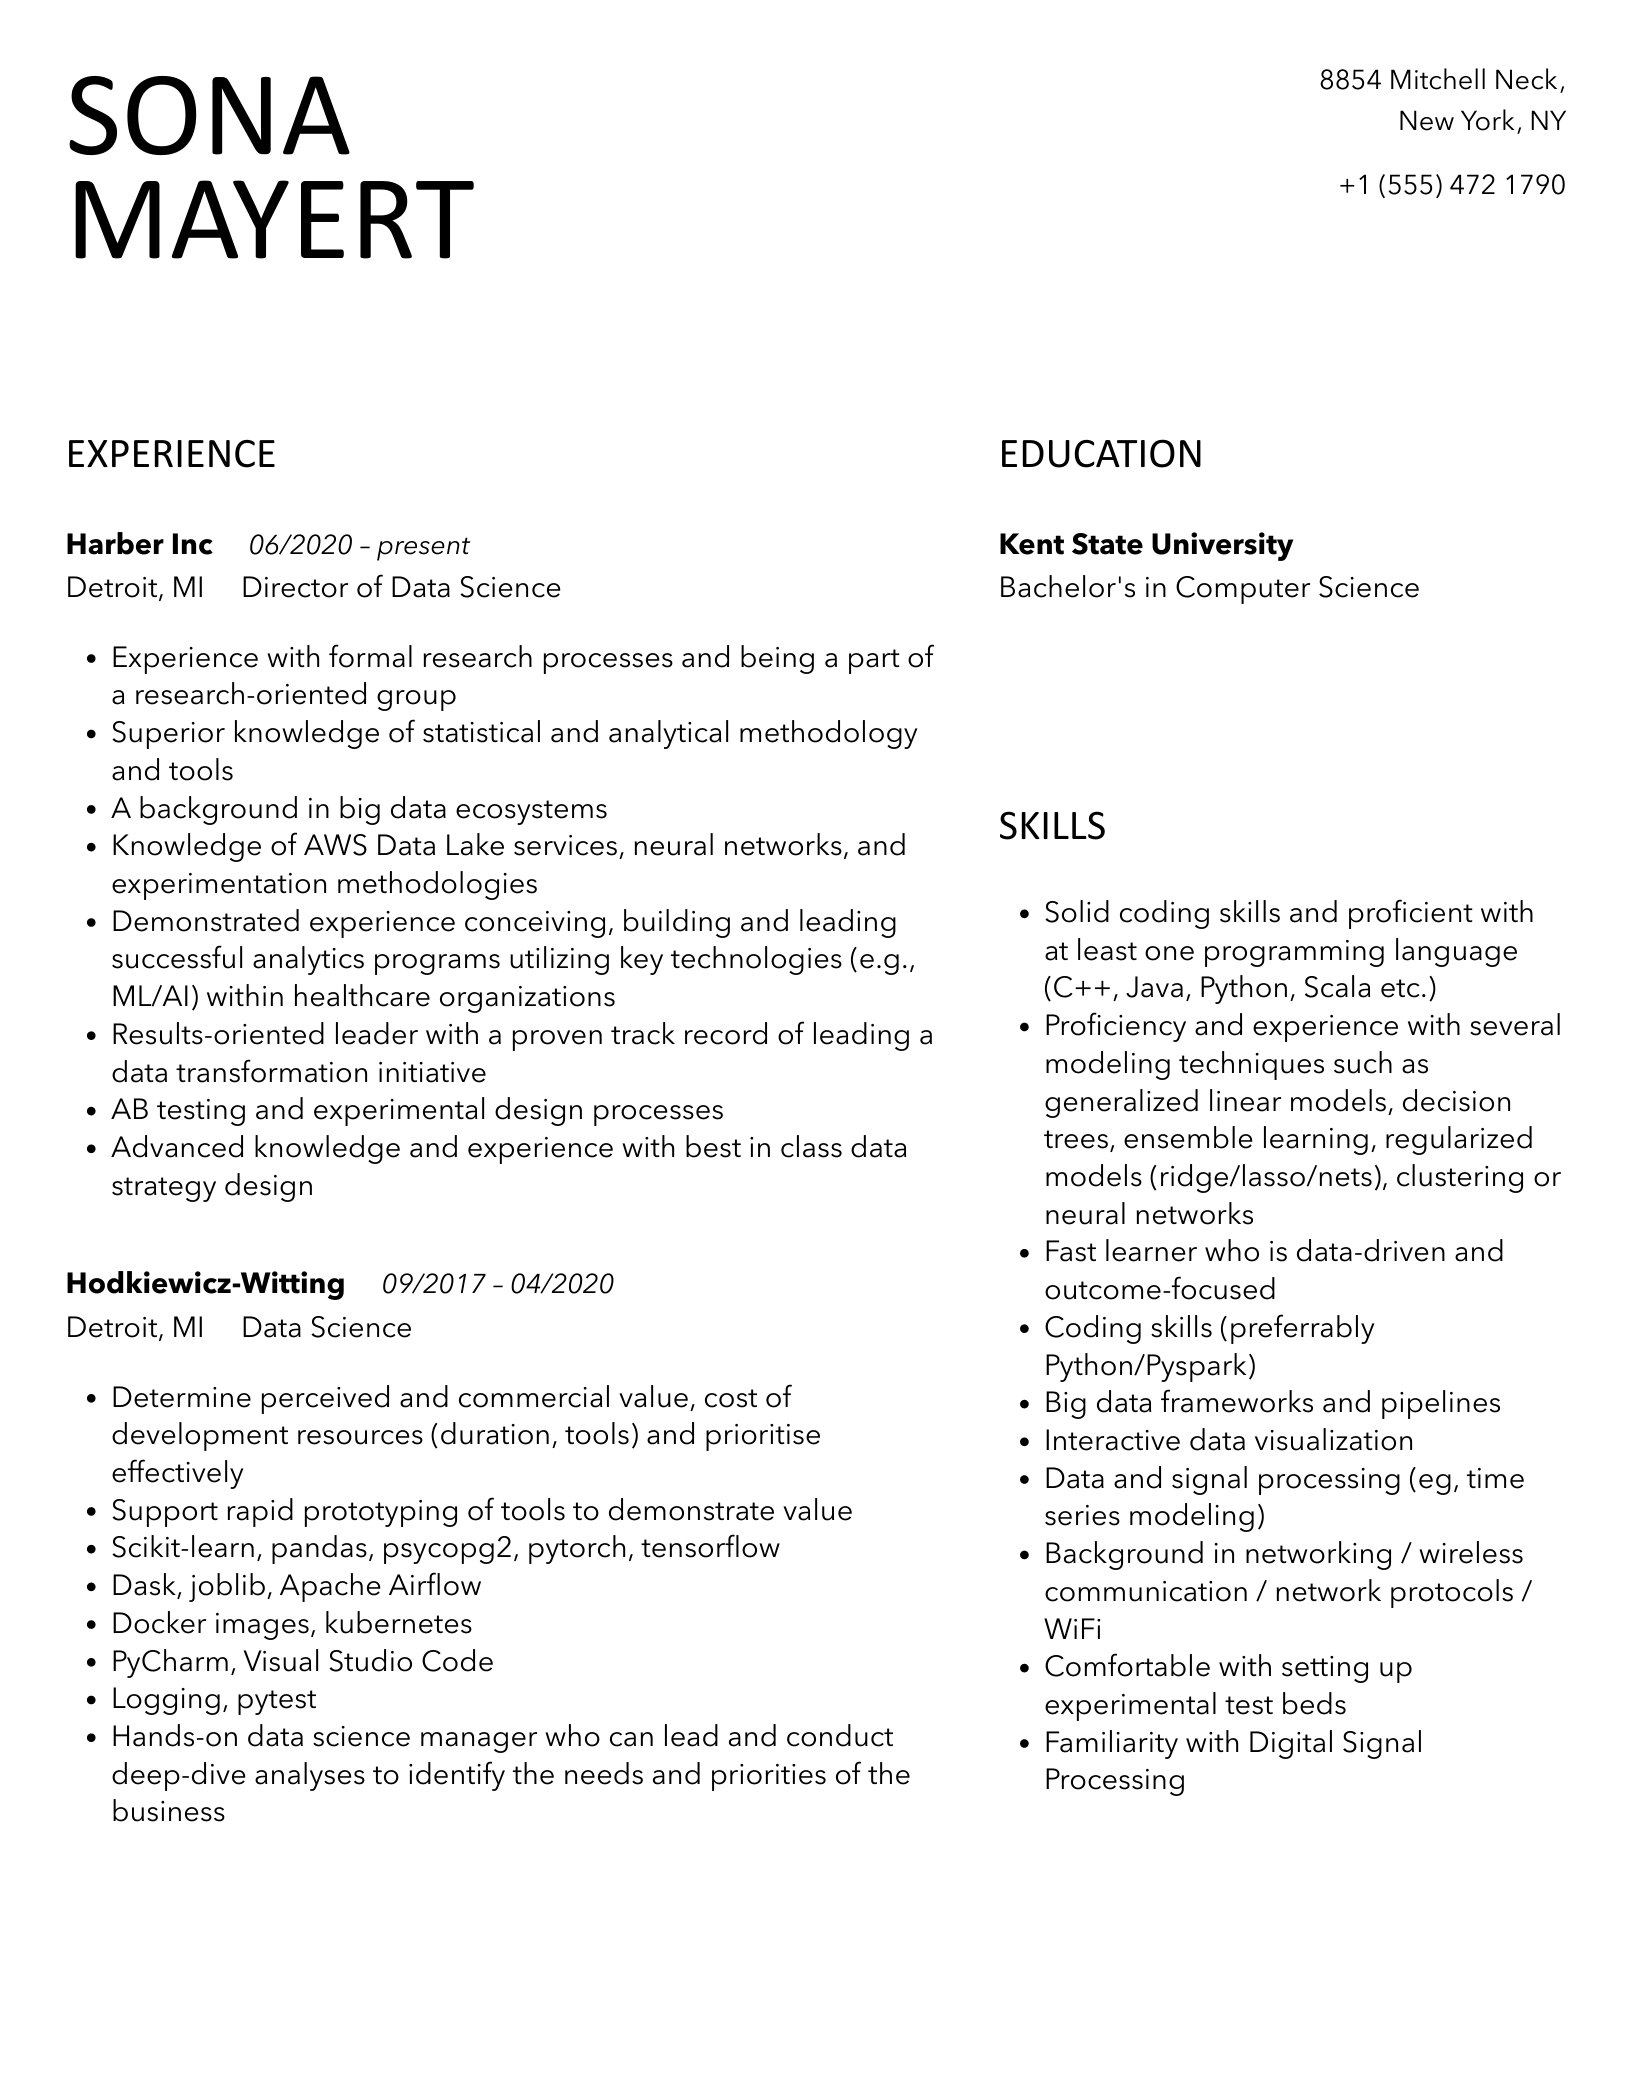 SONA
MAYERT
8854 Mitchell Neck,
New York, NY
+1 (555) 472 1790
EXPERIENCE
Harber Inc 06/2020 – present
Detroit, MI Director of Data Science
• Experience with formal research processes and being a part of
a research-oriented group
• Superior knowledge of statistical and analytical methodology
and tools
• A background in big data ecosystems
• Knowledge of AWS Data Lake services, neural networks, and
experimentation methodologies
• Demonstrated experience conceiving, building and leading
successful analytics programs utilizing key technologies (e.g.,
ML/AI) within healthcare organizations
• Results-oriented leader with a proven track record of leading a
data transformation initiative
• AB testing and experimental design processes
• Advanced knowledge and experience with best in class data
strategy design
Hodkiewicz-Witting 09/2017 – 04/2020
Detroit, MI Data Science
• Determine perceived and commercial value, cost of
development resources (duration, tools) and prioritise
effectively
• Support rapid prototyping of tools to demonstrate value
• Scikit-learn, pandas, psycopg2, pytorch, tensorflow
• Dask, joblib, Apache Airflow
• Docker images, kubernetes
• PyCharm, Visual Studio Code
• Logging, pytest
• Hands-on data science manager who can lead and conduct
deep-dive analyses to identify the needs and priorities of the
business
EDUCATION
Kent State University
Bachelor's in Computer Science
SKILLS
• Solid coding skills and proficient with
at least one programming language
(C++, Java, Python, Scala etc.)
• Proficiency and experience with several
modeling techniques such as
generalized linear models, decision
trees, ensemble learning, regularized
models (ridge/lasso/nets), clustering or
neural networks
• Fast learner who is data-driven and
outcome-focused
• Coding skills (preferrably
Python/Pyspark)
• Big data frameworks and pipelines
• Interactive data visualization
• Data and signal processing (eg, time
series modeling)
• Background in networking / wireless
communication / network protocols /
WiFi
• Comfortable with setting up
experimental test beds
• Familiarity with Digital Signal
Processing